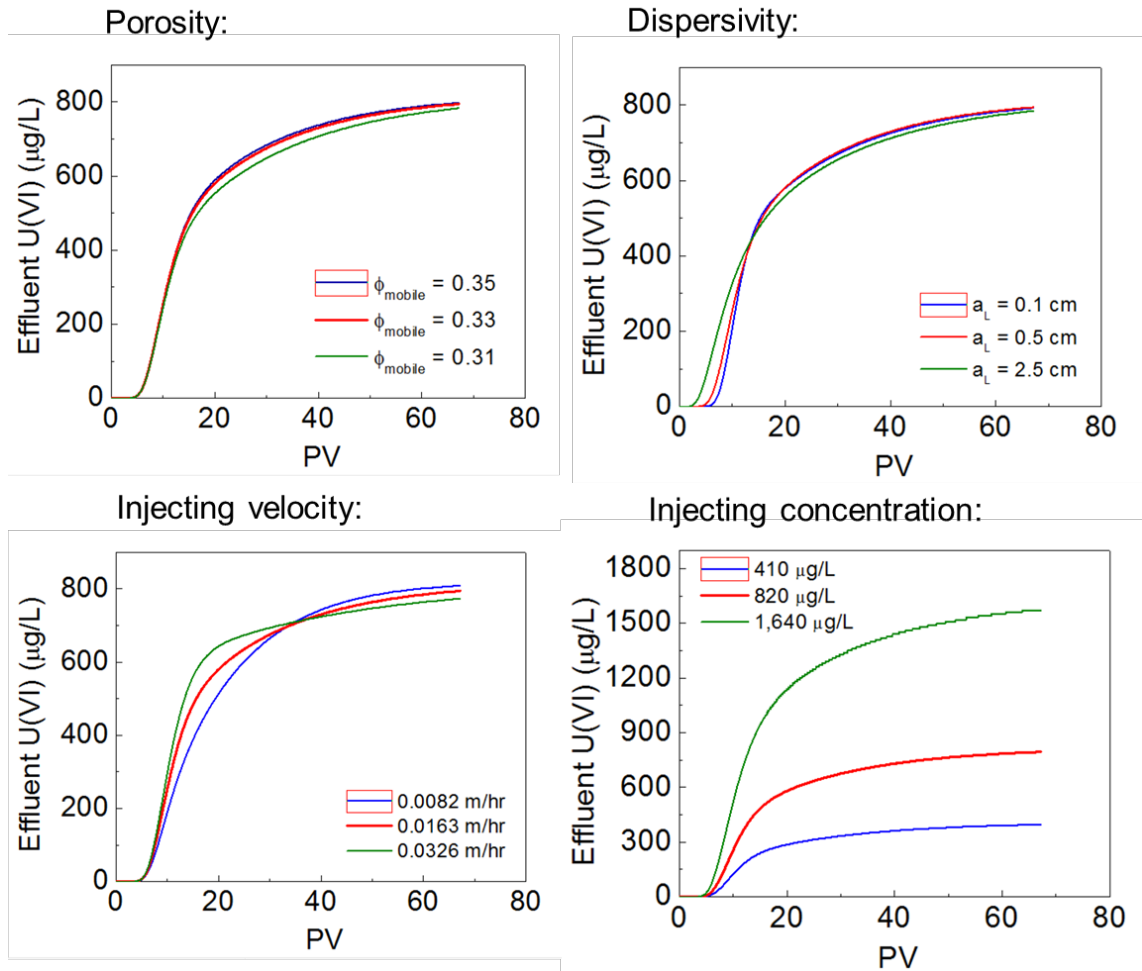 Porosity:
Effluent U(VI) (μg/L)
800
600
400
200
0
ϕmobile = 0.35
ϕmobile = 0.33
ϕmobile = 0.31
0 20 40 60 80
PV
Dispersivity:
Effluent U(VI) (μg/L)
800
600
400
200
0
aL = 0.1 cm
aL = 0.5 cm
aL = 2.5 cm
0 20 40 60 80
PV
Injecting velocity:
Effluent U(VI) (μg/L)
800
600
400
200
0
0.0082 m/hr
0.0163 m/hr
0.0326 m/hr
0 20 40 60 80
PV
Injecting concentration:
Effluent U(VI) (μg/L)
1800
1500
1200
900
600
300
0
410 μg/L
820 μg/L
1,640 μg/L
0 20 40 60 80
PV